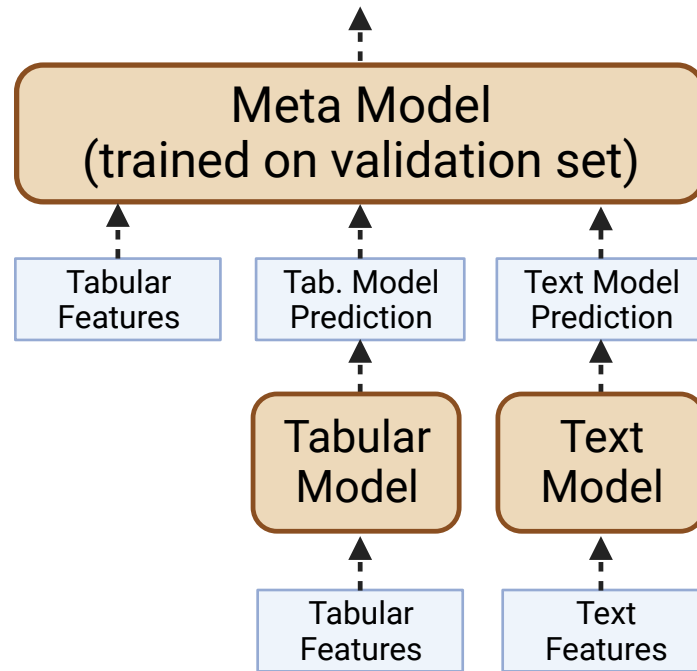 Meta Model
(trained on validation set)
Tabular
Features
Tab. Model
Prediction
Text Model
Prediction
Tabular
Model
Text
Model
Tabular
Features
Text
Features